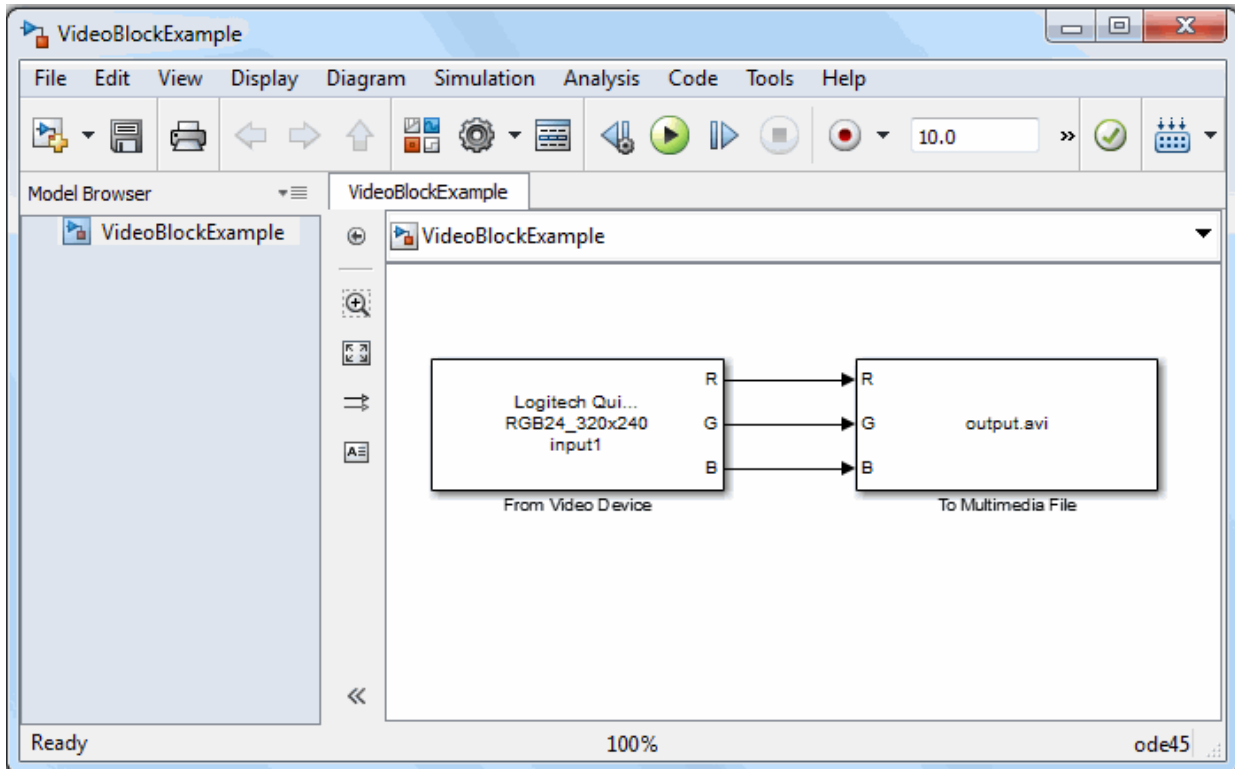 VideoBlockExample
File Edit View Display Diagram Simulation Analysis Code Tools Help
10.0 »
Model Browser
VideoBlockExample
VideoBlockExample
VideoBlockExample
R R
Logitech Qui...
RGB24_320x240
input1
G G
output.avi
B B
From Video Device
To Multimedia File
Ready 100% ode45